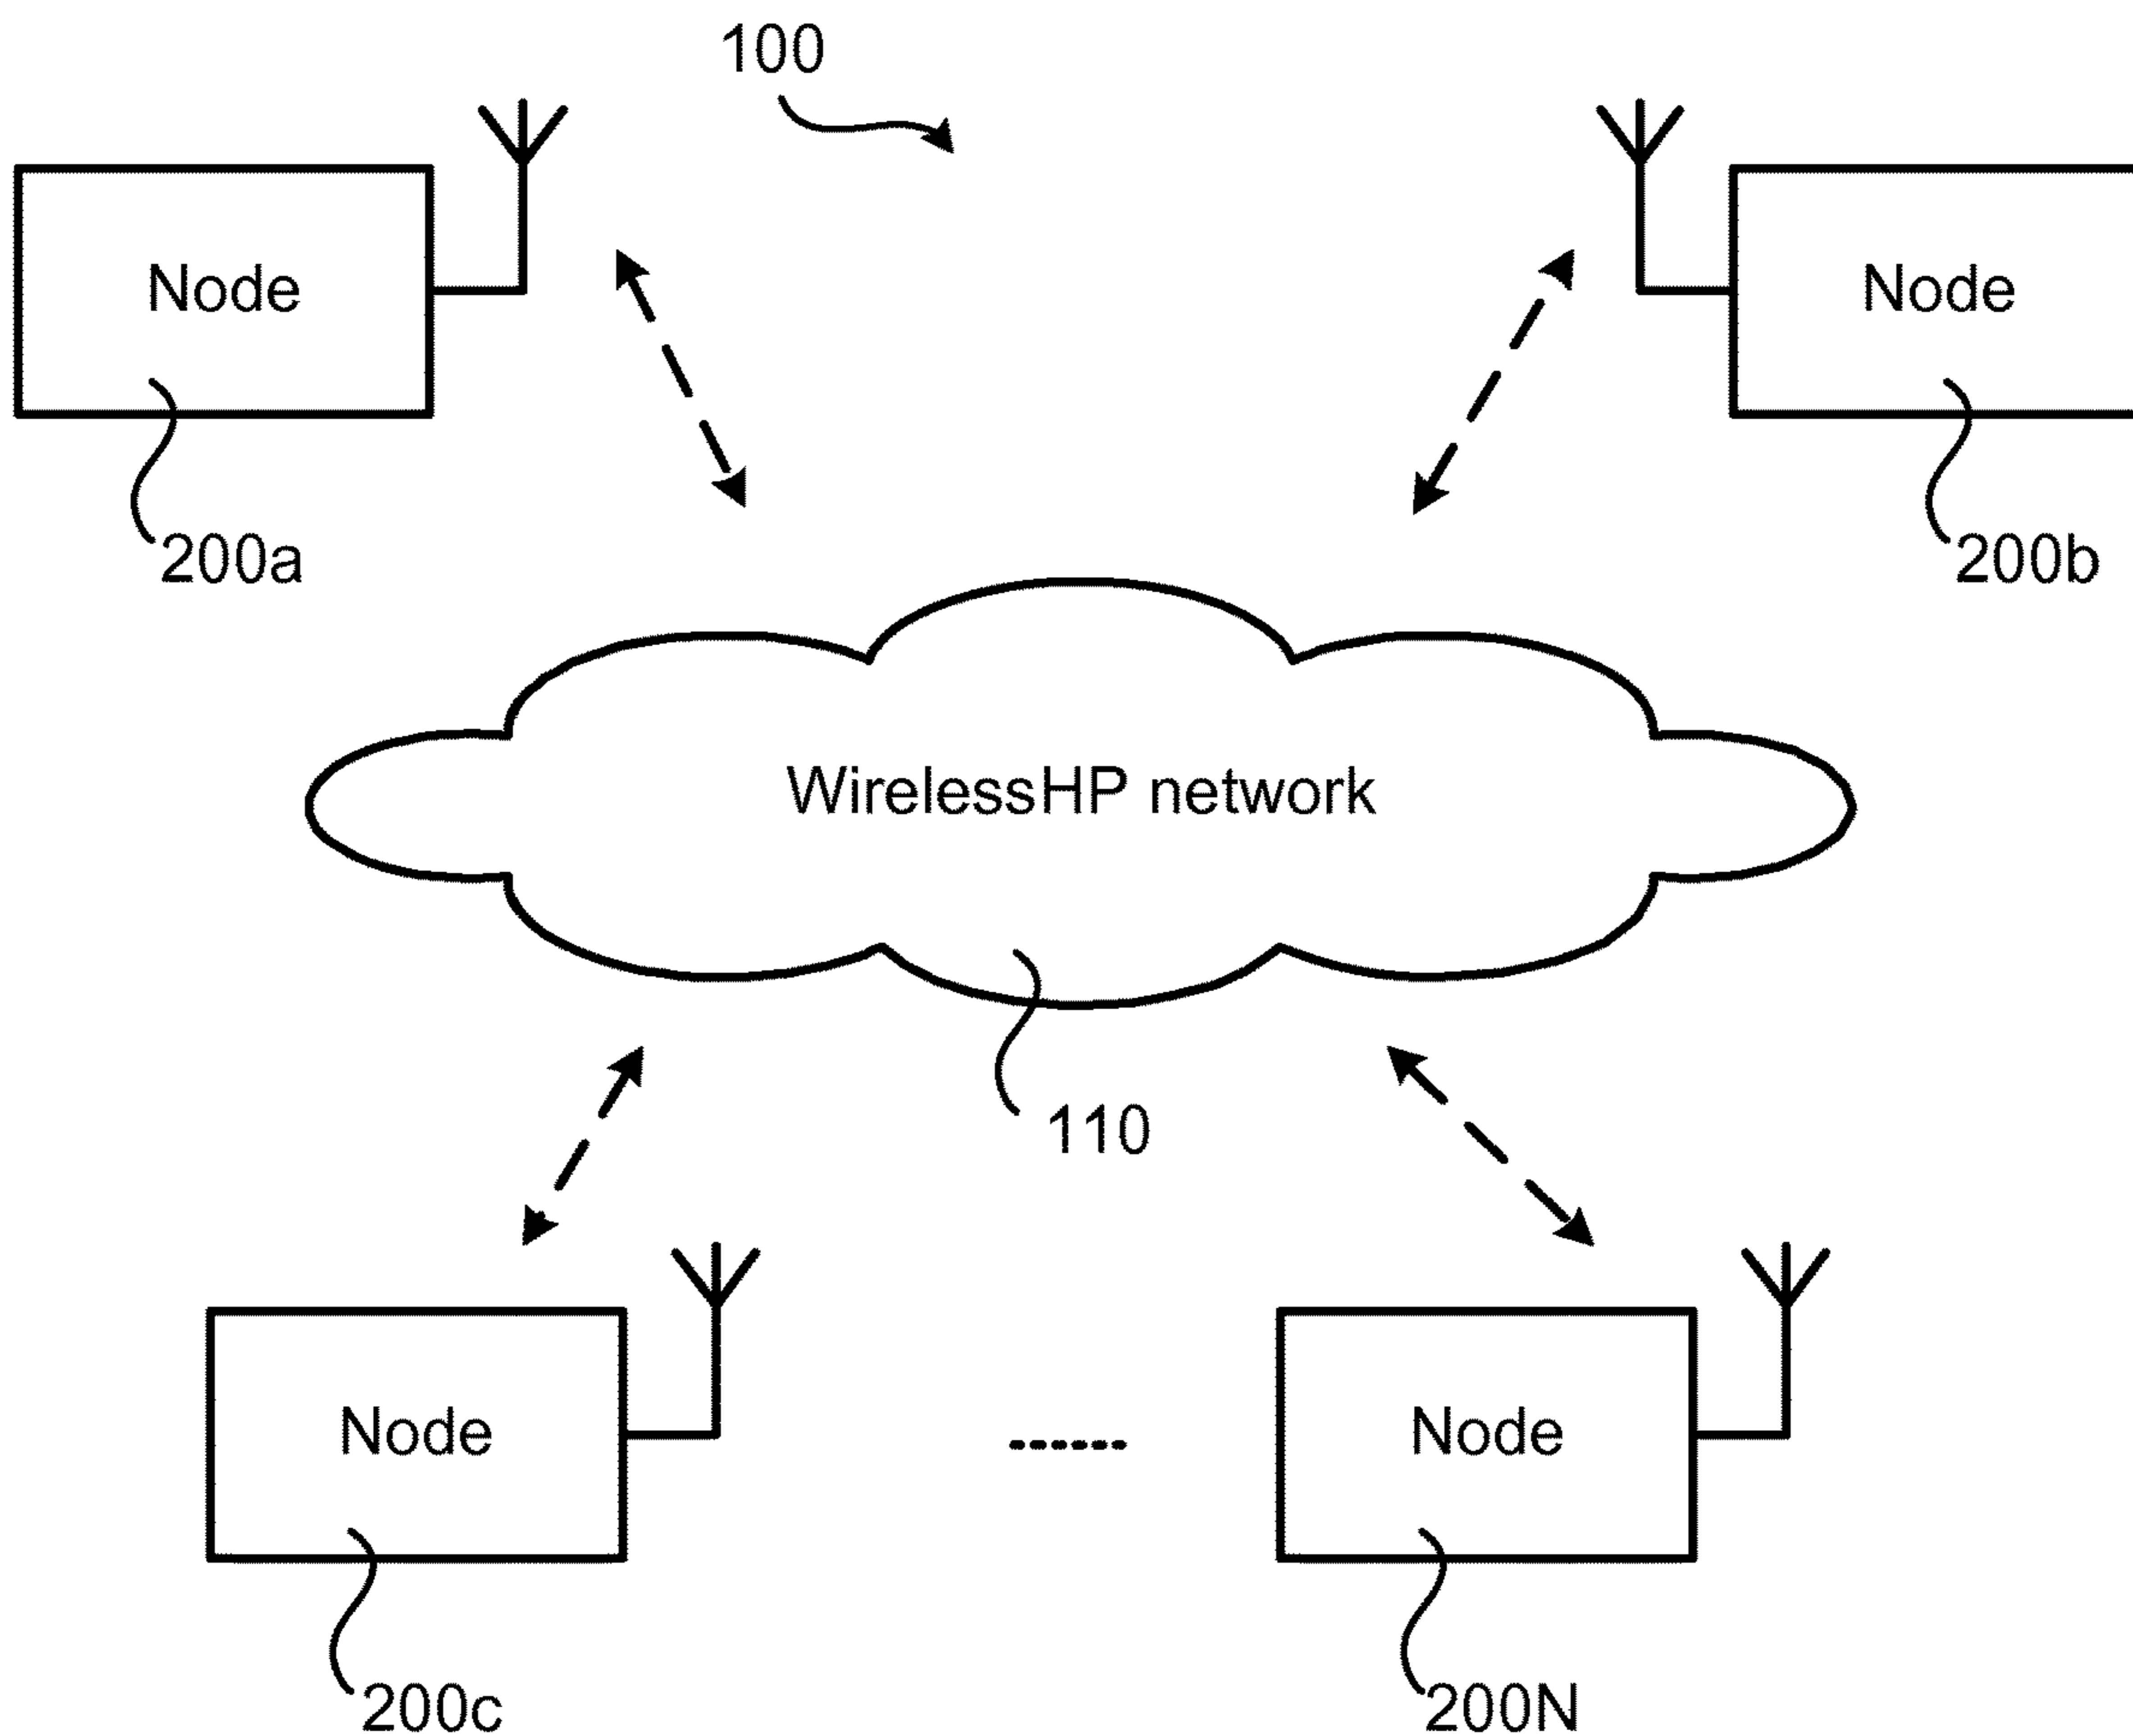 100
Node
Node
200a
200b
WirelessHP network
110
Node
Node
200c
200N